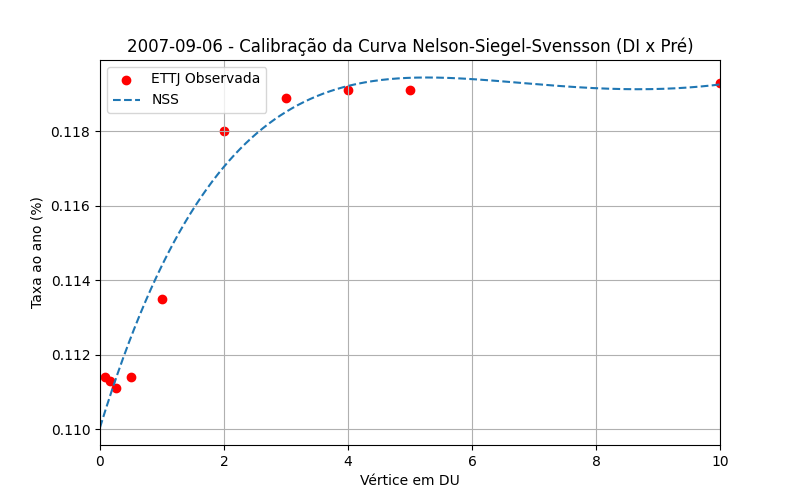 2007-09-06 - Calibração da Curva Nelson-Siegel-Svensson (DI x Pré)
ETTJ Observada
NSS
Taxa ao ano (%)
0.118
0.116
0.114
0.112
0.110
0 2 4 6 8 10
Vértice em DU